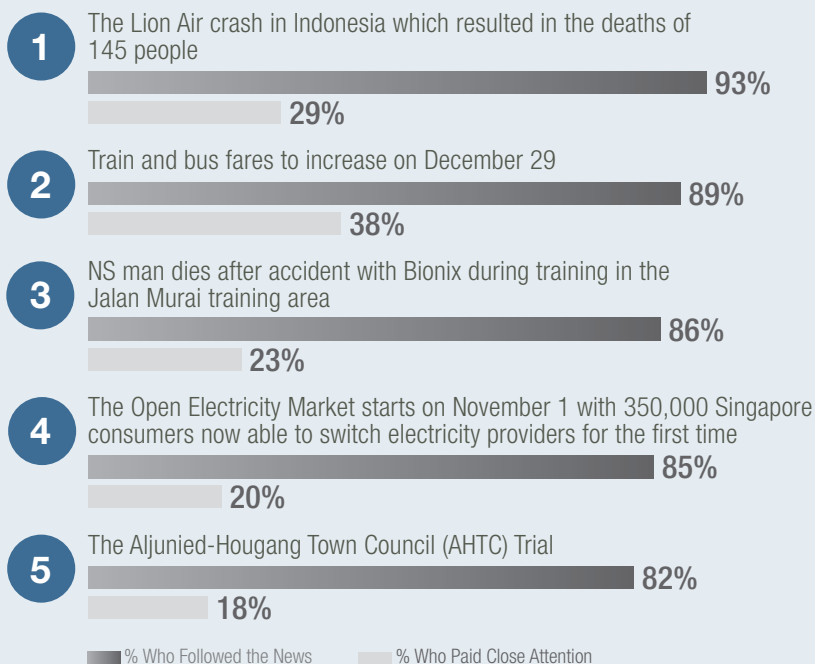 1
The Lion Air crash in Indonesia which resulted in the deaths of
145 people
93%
29%
2
Train and bus fares to increase on December 29
89%
38%
3
NS man dies after accident with Bionix during training in the
Jalan Murai training area
86%
23%
4
The Open Electricity Market starts on November 1 with 350,000 Singapore
consumers now able to switch electricity providers for the first time
85%
20%
5
The Aljunied-Hougang Town Council (AHTC) Trial
82%
18%
% Who Followed the News % Who Paid Close Attention